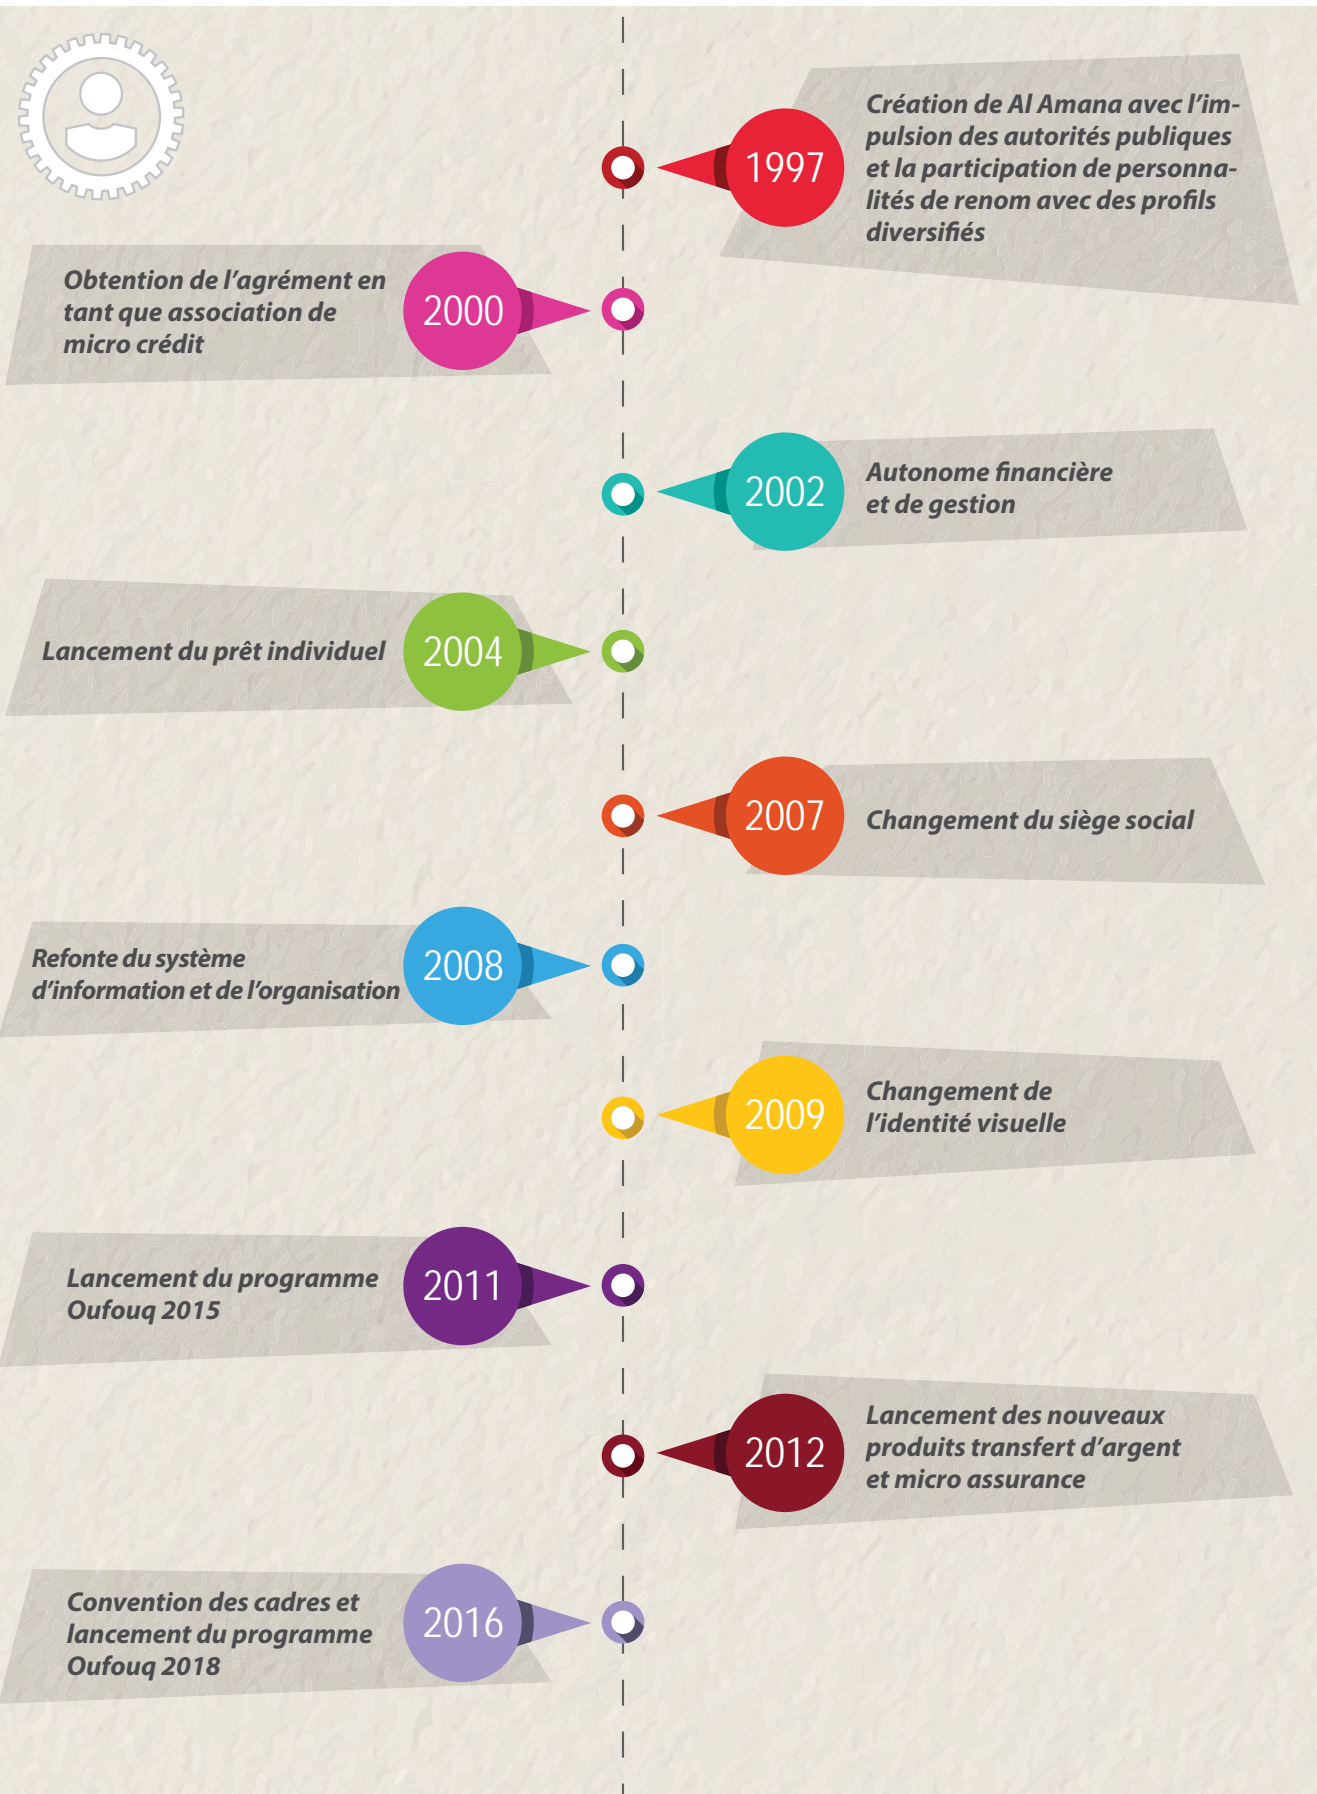 1997
Création de Al Amana avec l’im-
pulsion des autorités publiques
et la participation de personna-
lités de renom avec des profils
diversifiés
2000
Obtention de l’agrément en
tant que association de
micro crédit
2002
Autonome financière
et de gestion
2004
Lancement du prêt individuel
2007
Changement du siège social
2008
Refonte du système
d’information et de l’organisation
2009
Changement de
l’identité visuelle
2011
Lancement du programme
Oufouq 2015
2012
Lancement des nouveaux
produits transfert d’argent
et micro assurance
2016
Convention des cadres et
lancement du programme
Oufouq 2018